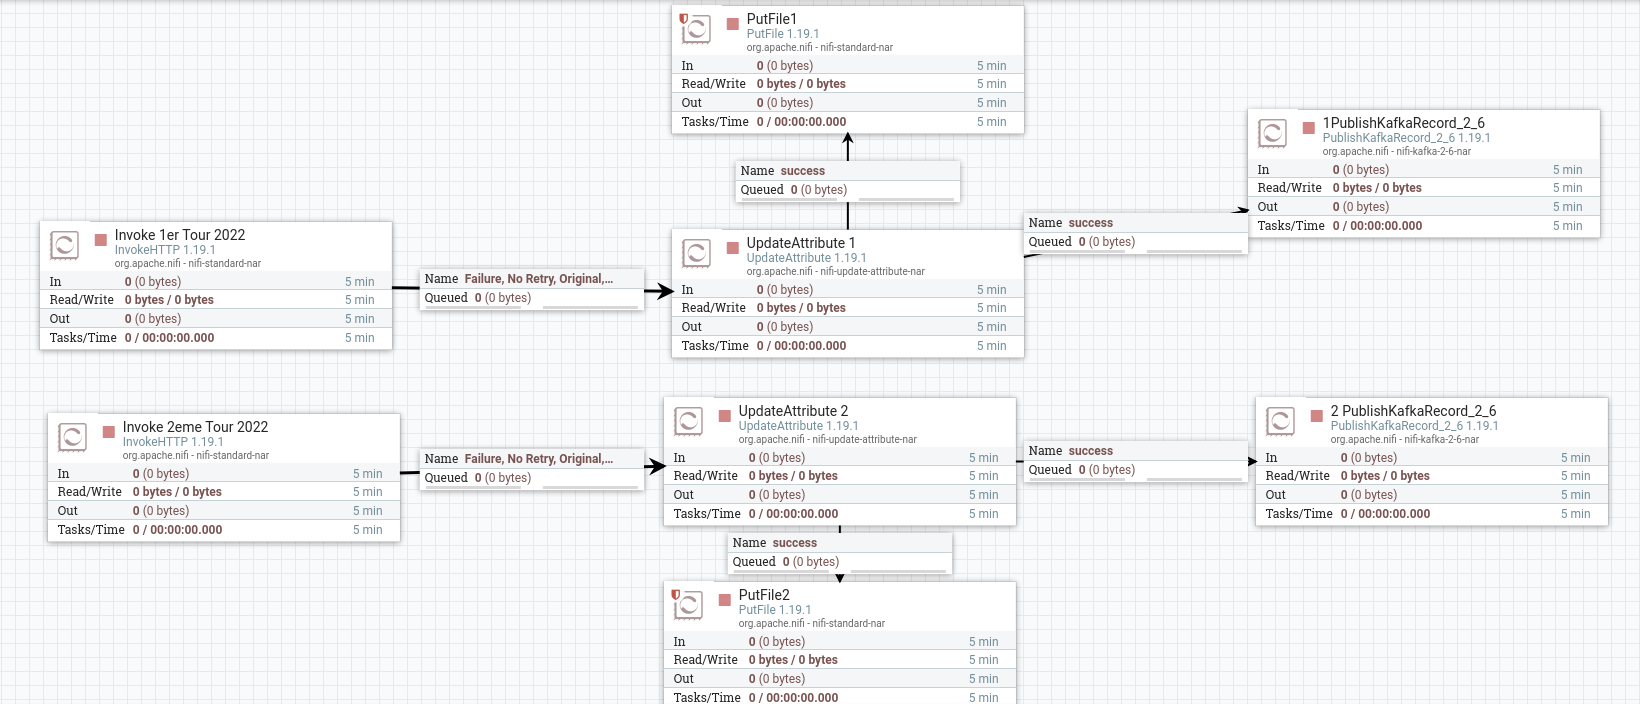 PutFile1
PutFile 1.19.1
org.apache.nifi - nifi-standard-nar
In 0 (0 bytes) 5 min
Read/Write 0 bytes / 0 bytes 5 min
Out 0 (0 bytes) 5 min
Tasks/Time 0 / 00:00:00.000 5 min
Name success
Queued 0 (0 bytes)
1PublishKafkaRecord_2_6
PublishKafkaRecord_2_6 1.19.1
org.apache.nifi - nifi-kafka-2-6-nar
In 0 (0 bytes) 5 min
Read/Write 0 bytes / 0 bytes 5 min
Out 0 (0 bytes) 5 min
Tasks/Time 0 / 00:00:00.000 5 min
Invoke 1er Tour 2022
InvokeHTTP 1.19.1
org.apache.nifi - nifi-standard-nar
In 0 (0 bytes) 5 min
Read/Write 0 bytes / 0 bytes 5 min
Out 0 (0 bytes) 5 min
Tasks/Time 0 / 00:00:00.000 5 min
Name Failure, No Retry, Original,...
Queued 0 (0 bytes)
UpdateAttribute 1
UpdateAttribute 1.19.1
org.apache.nifi - nifi-update-attribute-nar
In 0 (0 bytes) 5 min
Read/Write 0 bytes / 0 bytes 5 min
Out 0 (0 bytes) 5 min
Tasks/Time 0 / 00:00:00.000 5 min
Name success
Queued 0 (0 bytes)
Invoke 2eme Tour 2022
InvokeHTTP 1.19.1
org.apache.nifi - nifi-standard-nar
In 0 (0 bytes) 5 min
Read/Write 0 bytes / 0 bytes 5 min
Out 0 (0 bytes) 5 min
Tasks/Time 0 / 00:00:00.000 5 min
Name Failure, No Retry, Original,...
Queued 0 (0 bytes)
UpdateAttribute 2
UpdateAttribute 1.19.1
org.apache.nifi - nifi-update-attribute-nar
In 0 (0 bytes) 5 min
Read/Write 0 bytes / 0 bytes 5 min
Out 0 (0 bytes) 5 min
Tasks/Time 0 / 00:00:00.000 5 min
Name success
Queued 0 (0 bytes)
2 PublishKafkaRecord_2_6
PublishKafkaRecord_2_6 1.19.1
org.apache.nifi - nifi-kafka-2-6-nar
In 0 (0 bytes) 5 min
Read/Write 0 bytes / 0 bytes 5 min
Out 0 (0 bytes) 5 min
Tasks/Time 0 / 00:00:00.000 5 min
Name success
Queued 0 (0 bytes)
PutFile2
PutFile 1.19.1
org.apache.nifi - nifi-standard-nar
In 0 (0 bytes) 5 min
Read/Write 0 bytes / 0 bytes 5 min
Out 0 (0 bytes) 5 min
Tasks/Time 0 / 00:00:00.000 5 min